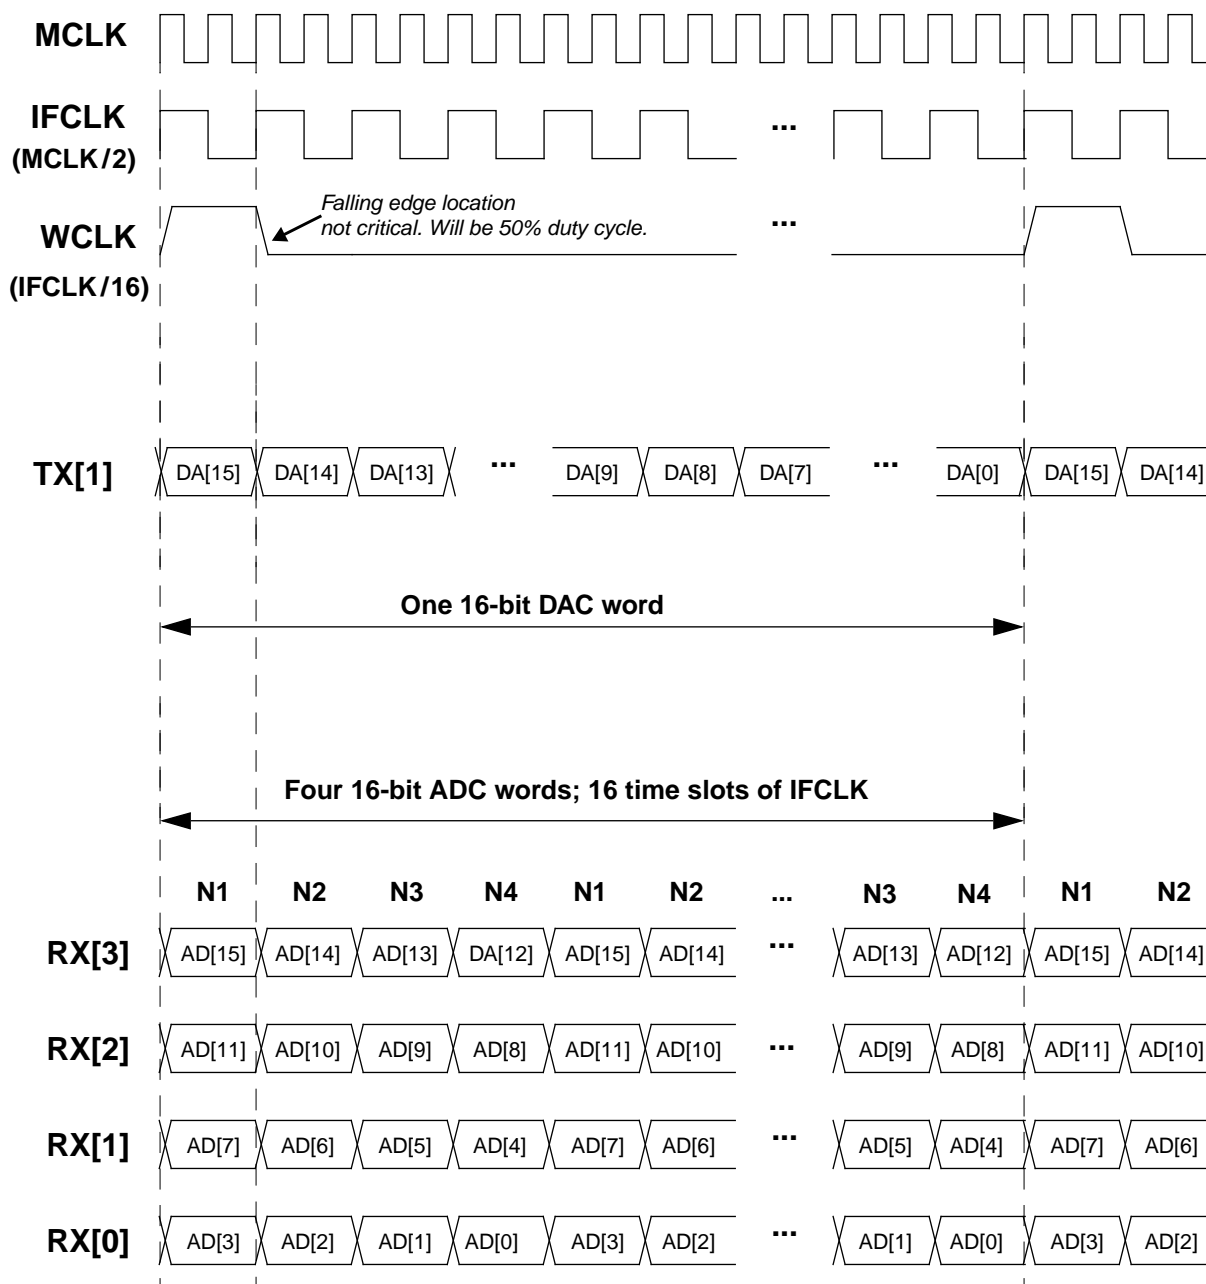 MCLK
IFCLK
(MCLK/2)
...
WCLK
(IFCLK/16)
Falling edge location
not critical. Will be 50% duty cycle.
...
TX[1] DA[15] DA[14] DA[13] ... DA[9] DA[8] DA[7] ... DA[0] DA[15] DA[14]
One 16-bit DAC word
Four 16-bit ADC words; 16 time slots of IFCLK
N1 N2 N3 N4 N1 N2 ... N3 N4 N1 N2
RX[3] AD[15] AD[14] AD[13] DA[12] AD[15] AD[14] ... AD[13] AD[12] AD[15] AD[14]
RX[2] AD[11] AD[10] AD[9] AD[8] AD[11] AD[10] ... AD[9] AD[8] AD[11] AD[10]
RX[1] AD[7] AD[6] AD[5] AD[4] AD[7] AD[6] ... AD[5] AD[4] AD[7] AD[6]
RX[0] AD[3] AD[2] AD[1] AD[0] AD[3] AD[2] ... AD[1] AD[0] AD[3] AD[2]